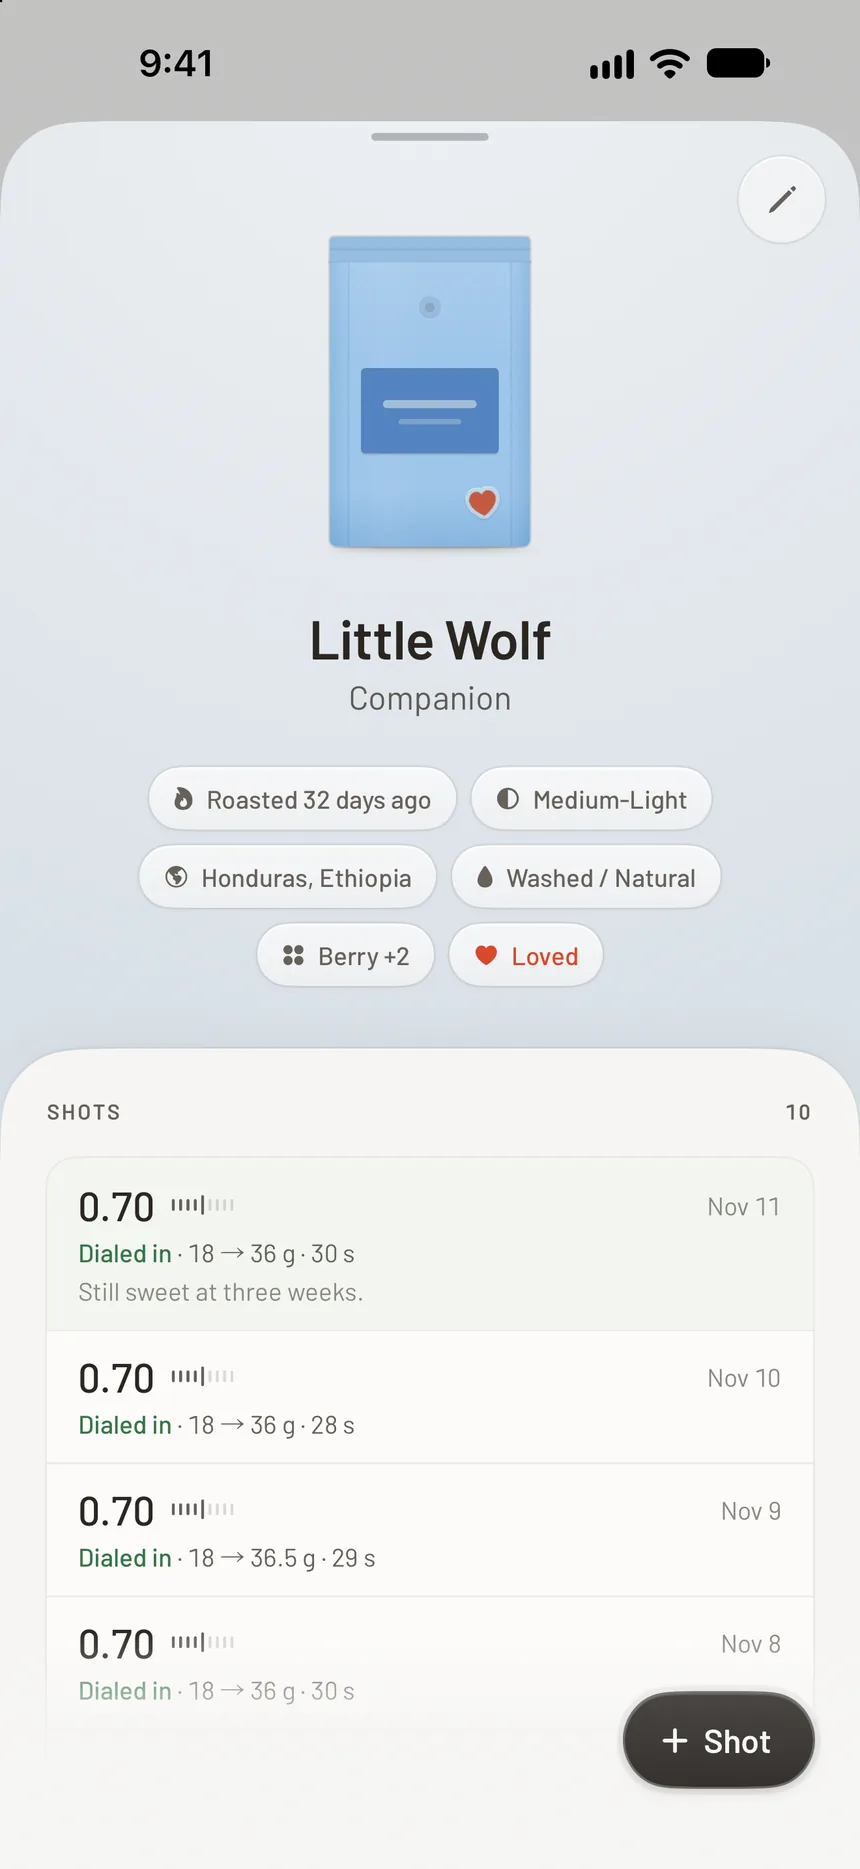 9:41
Little Wolf
Companion
Roasted 32 days ago
Medium-Light
Honduras, Ethiopia
Washed / Natural
Berry +2
Loved
SHOTS 10
0.70 Nov 11
Dialed in · 18 → 36 g · 30 s
Still sweet at three weeks.
0.70 Nov 10
Dialed in · 18 → 36 g · 28 s
0.70 Nov 9
Dialed in · 18 → 36.5 g · 29 s
0.70 Nov 8
Dialed in · 18 → 36 g · 30 s
+ Shot